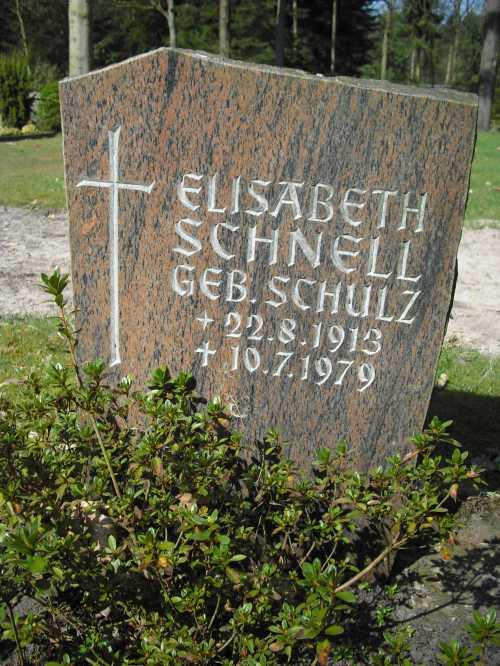 ELISABETH
SCHNELL
GEB. SCHULZ
+ 22.8.1913
+ 10.7.1979